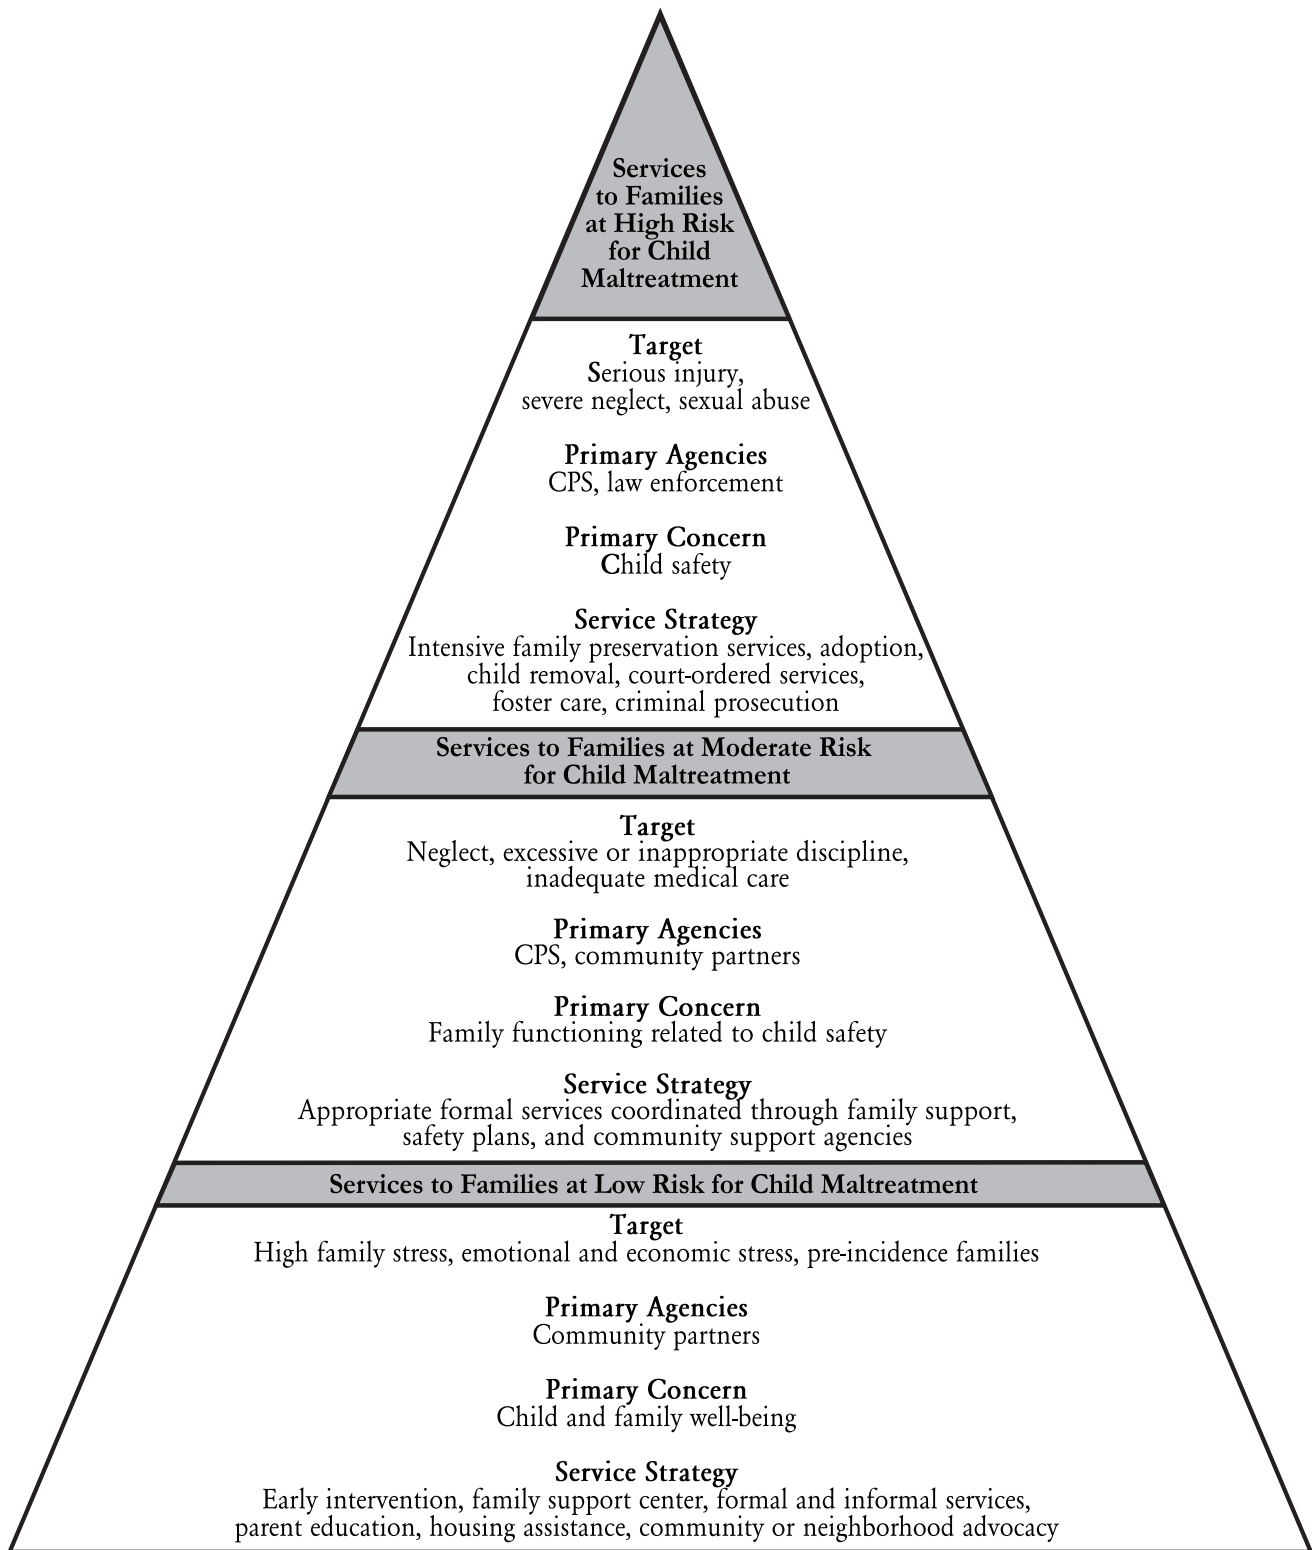 Services
to Families
at High Risk
for Child
Maltreatment
Target
Serious injury,
severe neglect, sexual abuse
Primary Agencies
CPS, law enforcement
Primary Concern
Child safety
Service Strategy
Intensive family preservation services, adoption,
child removal, court-ordered services,
foster care, criminal prosecution
Services to Families at Moderate Risk
for Child Maltreatment
Target
Neglect, excessive or inappropriate discipline,
inadequate medical care
Primary Agencies
CPS, community partners
Primary Concern
Family functioning related to child safety
Service Strategy
Appropriate formal services coordinated through family support,
safety plans, and community support agencies
Services to Families at Low Risk for Child Maltreatment
Target
High family stress, emotional and economic stress, pre-incidence families
Primary Agencies
Community partners
Primary Concern
Child and family well-being
Service Strategy
Early intervention, family support center, formal and informal services,
parent education, housing assistance, community or neighborhood advocacy